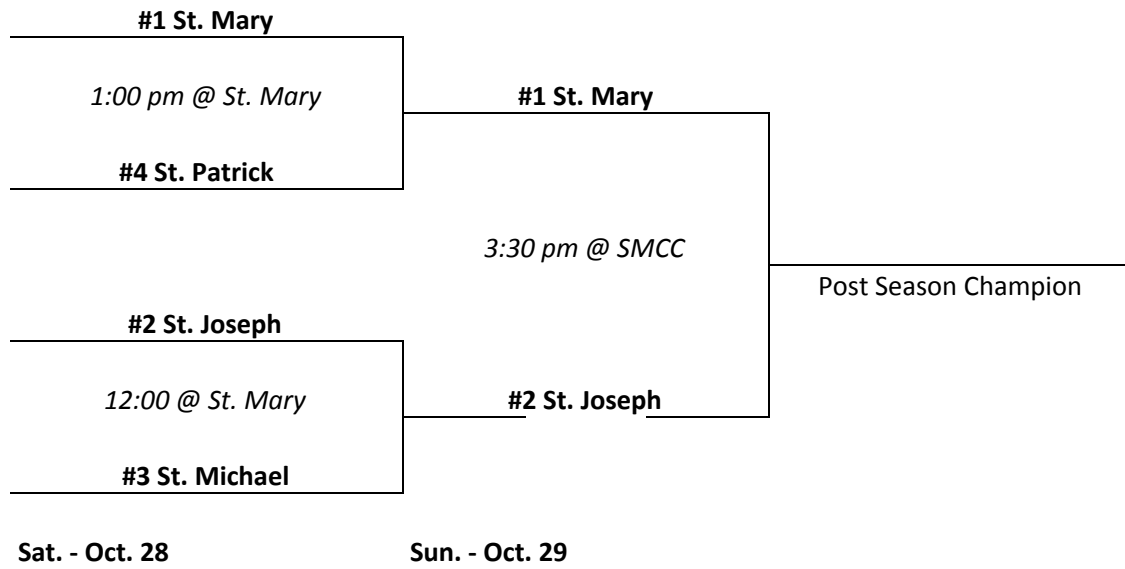 #1 St. Mary
1:00 pm @ St. Mary
#1 St. Mary
#4 St. Patrick
3:30 pm @ SMCC
Post Season Champion
#2 St. Joseph
12:00 @ St. Mary
#2 St. Joseph
#3 St. Michael
Sat. - Oct. 28
Sun. - Oct. 29